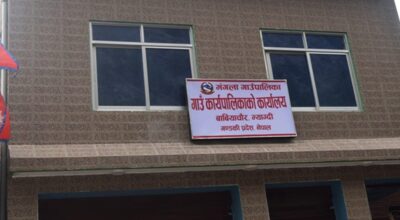 मंगला गाउँपालिका
गाउँ कार्यपालिकाको कार्यालय
बाबियाचौर, म्याग्दी
गण्डकी प्रदेश, नेपाल